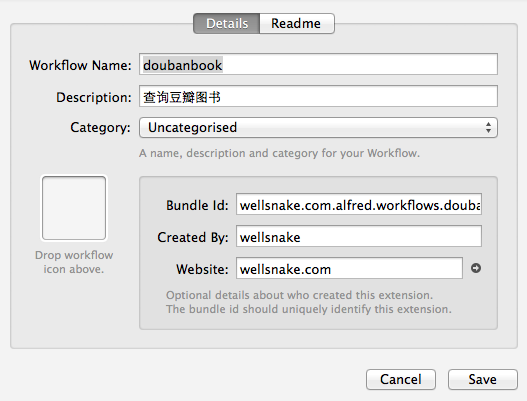 Details Readme
Workflow Name: doubanbook
Description: 查询豆瓣图书
Category: Uncategorised
A name, description and category for your Workflow.
Bundle Id: wellsnake.com.alfred.workflows.douba
Created By: wellsnake
Website: wellsnake.com
Drop workflow
icon above.
Optional details about who created this extension.
The bundle id should uniquely identify this extension.
Cancel Save